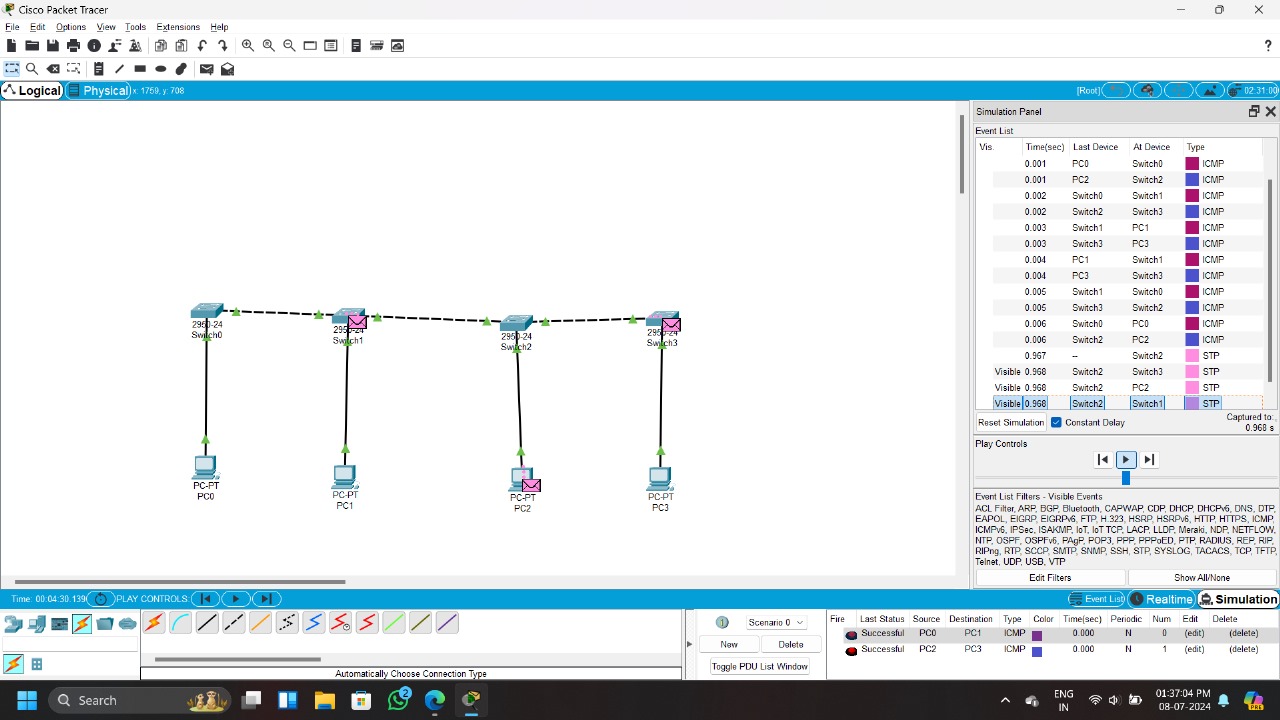 Cisco Packet Tracer
File Edit Options View Tools Extensions Help
?
Logical Physical x: 1759, y: 708 [Root] 02:31:00
Simulation Panel
Event List
Vis. Time(sec) Last Device At Device Type
0.001 PC0 Switch0 ICMP
0.001 PC2 Switch2 ICMP
0.002 Switch0 Switch1 ICMP
0.002 Switch2 Switch3 ICMP
0.003 Switch1 PC1 ICMP
0.003 Switch3 PC3 ICMP
0.004 PC1 Switch1 ICMP
0.004 PC3 Switch3 ICMP
0.005 Switch1 Switch0 ICMP
0.005 Switch3 Switch2 ICMP
0.006 Switch0 PC0 ICMP
0.006 Switch2 PC2 ICMP
0.967 -- Switch2 STP
Visible 0.968 Switch2 Switch3 STP
Visible 0.968 Switch2 PC2 STP
Visible 0.968 Switch2 Switch1 STP
Reset Simulation Constant Delay Captured to:
0.968 s
Play Controls
Event List Filters - Visible Events
ACL Filter, ARP, BGP, Bluetooth, CAPWAP, CDP, DHCP, DHCPv6, DNS, DTP,
EAPOL, EIGRP, EIGRPv6, FTP, H.323, HSRP, HSRPv6, HTTP, HTTPS, ICMP,
ICMPv6, IPSec, ISAKMP, IoT, IoT TCP, LACP, LLDP, Meraki, NDP, NETFLOW,
NTP, OSPF, OSPFv6, PAgP, POP3, PPP, PPPoED, PTP, RADIUS, REP, RIP,
RIPng, RTP, SCCP, SMTP, SNMP, SSH, STP, SYSLOG, TACACS, TCP, TFTP,
Telnet, UDP, USB, VTP
Edit Filters Show All/None
2950-24
Switch0
2950-24
Switch1
2950-24
Switch2
2950-24
Switch3
PC-PT
PC0
PC-PT
PC1
PC-PT
PC2
PC-PT
PC3
Time: 00:04:30.139 PLAY CONTROLS: Event List Realtime Simulation
Scenario 0
New Delete
Toggle PDU List Window
Fire Last Status Source Destination Type Color Time(sec) Periodic Num Edit Delete
Successful PC0 PC1 ICMP 0.000 N 0 (edit) (delete)
Successful PC2 PC3 ICMP 0.000 N 1 (edit) (delete)
Automatically Choose Connection Type
Search
2
ENG
IN
01:37:04 PM
08-07-2024
PRE